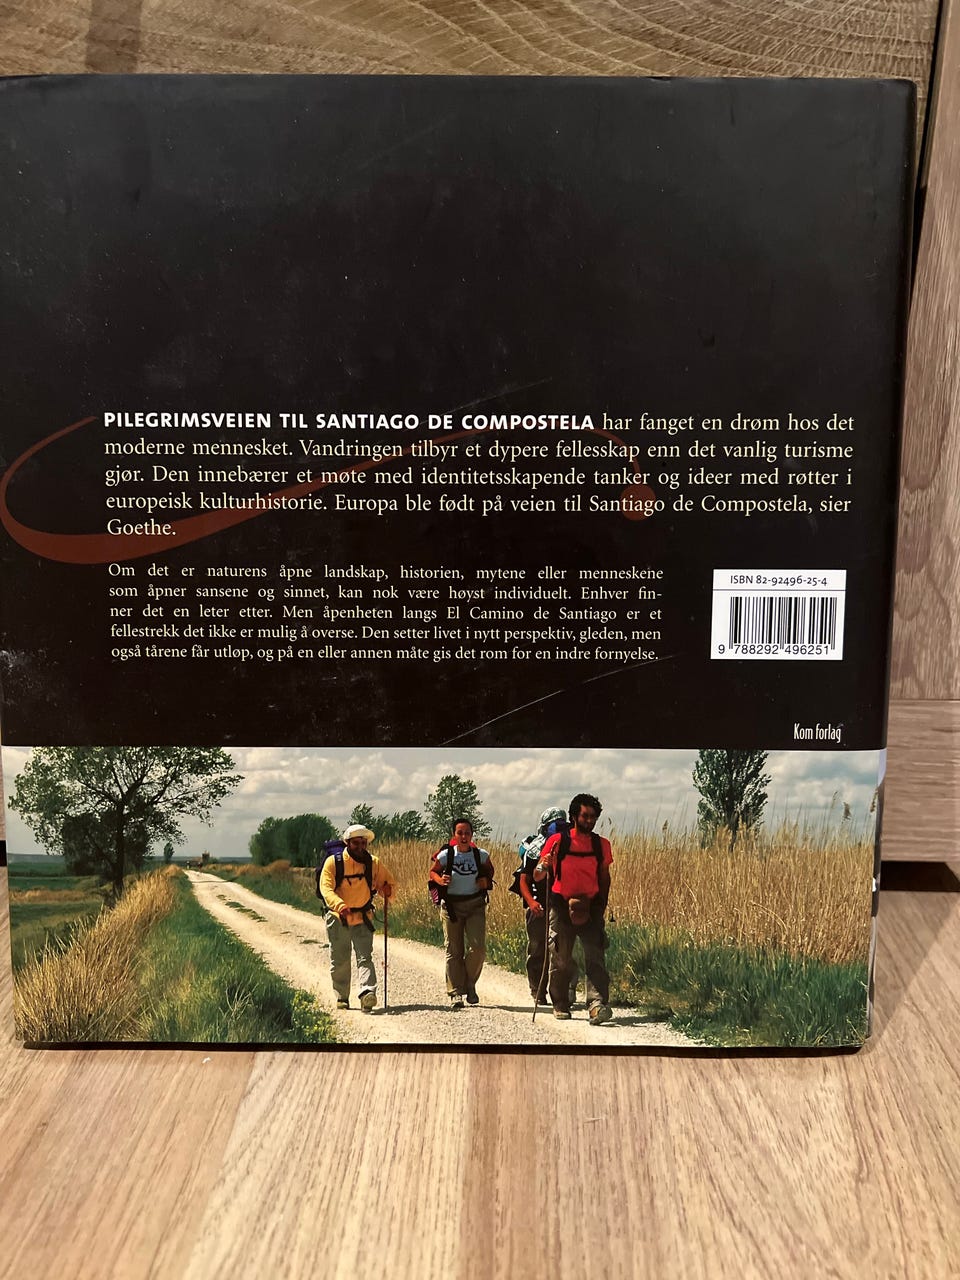 PILEGRIMSVEIEN TIL SANTIAGO DE COMPOSTELA har fanget en drøm hos det
moderne mennesket. Vandringen tilbyr et dypere fellesskap enn det vanlig turisme
gjør. Den innebærer et møte med identitetsskapende tanker og ideer med røtter i
europeisk kulturhistorie. Europa ble født på veien til Santiago de Compostela, sier
Goethe.
Om det er naturens åpne landskap, historien, mytene eller menneskene
som åpner sansene og sinnet, kan nok være høyst individuelt. Enhver fin-
ner det en leter etter. Men åpenheten langs El Camino de Santiago er et
fellestrekk det ikke er mulig å overse. Den setter livet i nytt perspektiv, gleden, men
også tårene får utløp, og på en eller annen måte gis det rom for en indre fornyelse.
ISBN 82-92496-25-4
9 788292 496251
Kom forlag